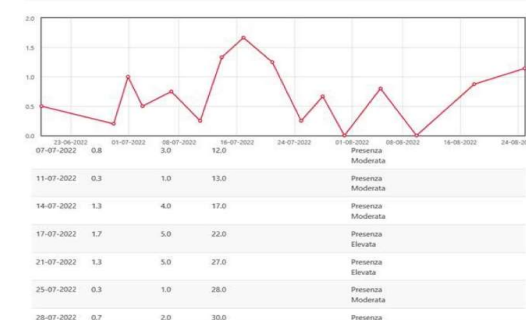 2.0
1.5
1.0
0.5
0.0
23-06-2022 01-07-2022 08-07-2022 16-07-2022 24-07-2022 01-08-2022 08-08-2022 16-08-2022 24-08-20
07-07-2022 0.8 3.0 12.0 Presenza
Moderata
11-07-2022 0.3 1.0 13.0 Presenza
Moderata
14-07-2022 1.3 4.0 17.0 Presenza
Moderata
17-07-2022 1.7 5.0 22.0 Presenza
Elevata
21-07-2022 1.3 5.0 27.0 Presenza
Elevata
25-07-2022 0.3 1.0 28.0 Presenza
Moderata
28-07-2022 0.7 2.0 30.0 Presenza